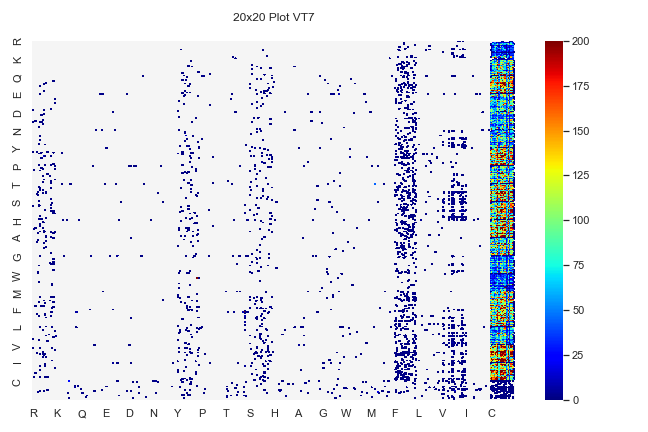 20x20 Plot VT7
R
K
Q
E
D
N
Y
P
T
S
H
A
G
W
M
F
L
V
I
C
200
175
150
125
100
75
50
25
0
R K Q E D N Y P T S H A G W M F L V I C